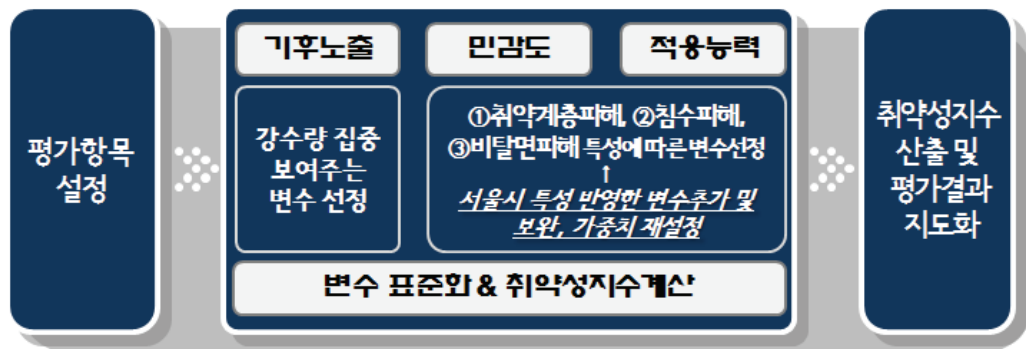 평가항목
설정
기후노출
민감도
적용능력
강수량 집중
보여주는
변수 선정
①취약계층피해, ②침수피해,
③비탈면피해 특성에 따른 변수선정
↑
서울시 특성 반영한 변수추가 및
보완, 가중치 재설정
변수 표준화 & 취약성지수계산
취약성지수
산출 및
평가결과
지도화